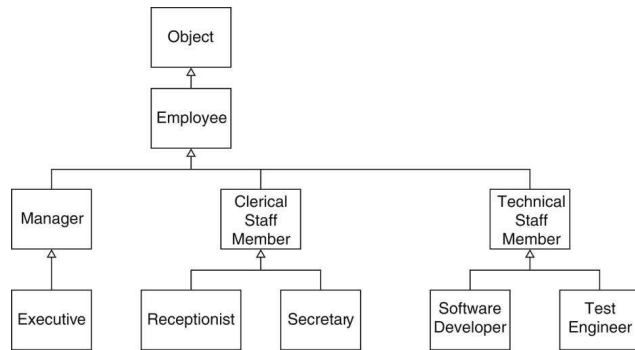 Object
Employee
Manager
Clerical
Staff
Member
Technical
Staff
Member
Executive
Receptionist
Secretary
Software
Developer
Test
Engineer